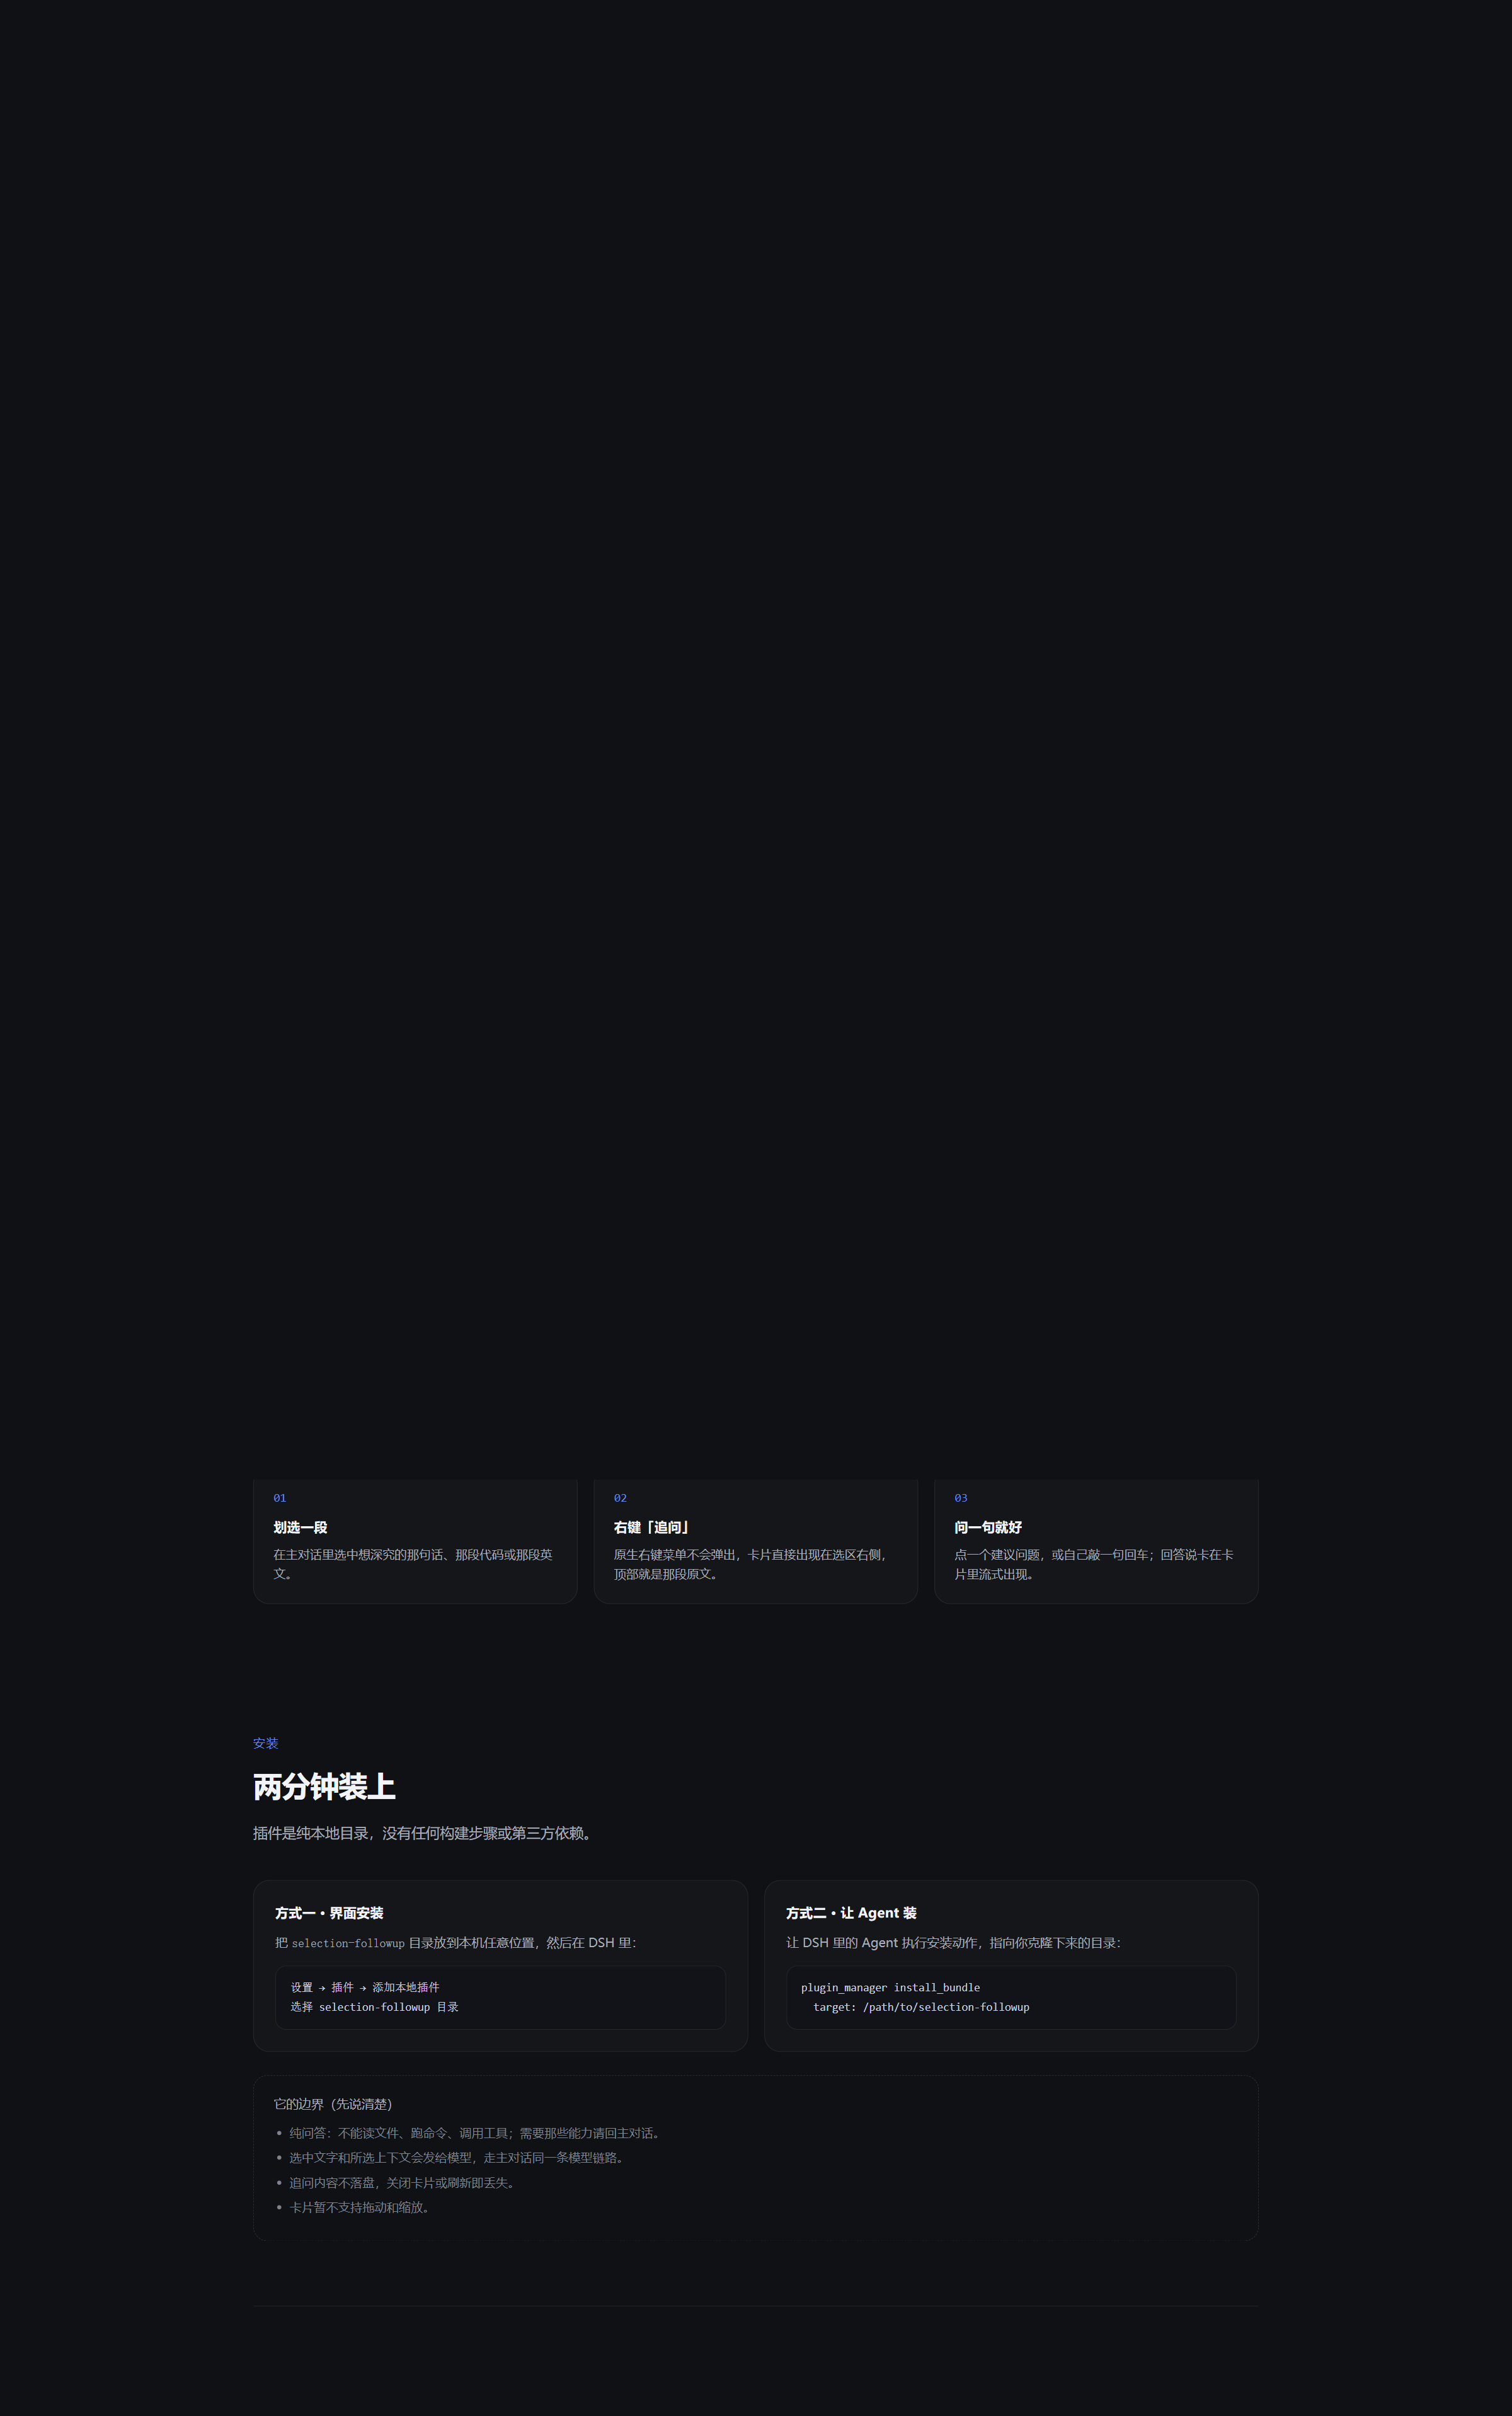 01
划选一段
在主对话里选中想深究的那句话、那段代码或那段英
文。
02
右键「追问」
原生右键菜单不会弹出，卡片直接出现在选区右侧，
顶部就是那段原文。
03
问一句就好
点一个建议问题，或自己敲一句回车；回答说卡在卡
片里流式出现。
安装
两分钟装上
插件是纯本地目录，没有任何构建步骤或第三方依赖。
方式一 · 界面安装
把 selection-followup 目录放到本机任意位置，然后在 DSH 里：
设置 → 插件 → 添加本地插件
选择 selection-followup 目录
方式二 · 让 Agent 装
让 DSH 里的 Agent 执行安装动作，指向你克隆下来的目录：
plugin_manager install_bundle
target: /path/to/selection-followup
它的边界（先说清楚）
• 纯问答：不能读文件、跑命令、调用工具；需要那些能力请回主对话。
• 选中文字和所选上下文会发给模型，走主对话同一条模型链路。
• 追问内容不落盘，关闭卡片或刷新即丢失。
• 卡片暂不支持拖动和缩放。